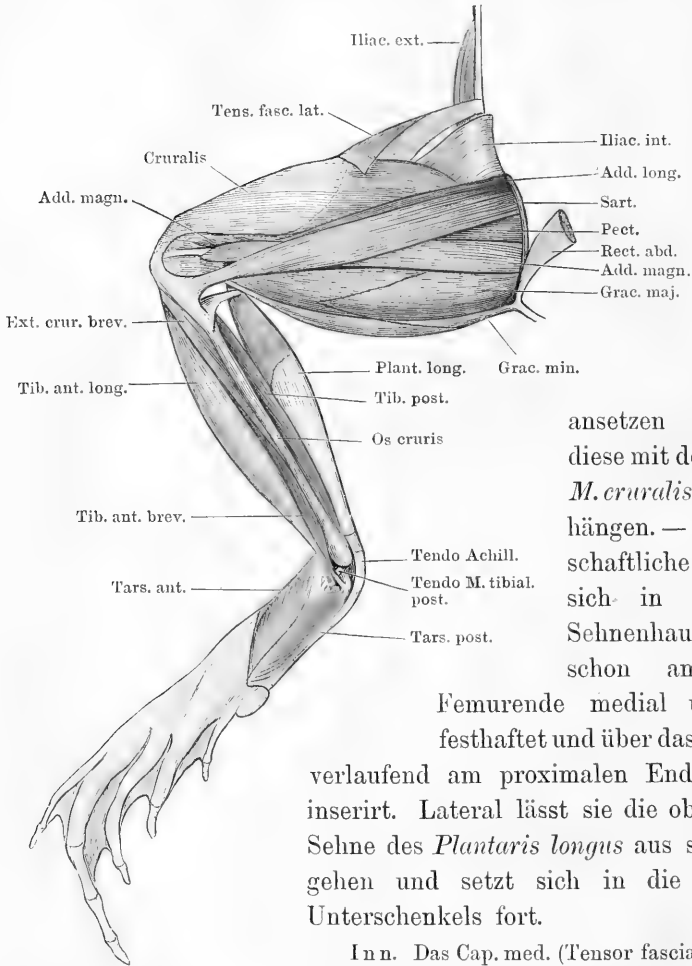 Iliac. ext.
Tens. fasc. lat.
Cruralis
Add. magn.
Iliac. int.
Add. long.
Sart.
Pect.
Rect. abd.
Add. magn.
Grac. maj.
Ext. crur. brev.
Plant. long.
Grac. min.
Tib. ant. long.
Tib. post.
Os cruris
Tib. ant. brev.
Tendo Achill.
Tars. ant.
Tendo M. tibial.
post.
Tars. post.
ansetzen
diese mit
M. cruralis
hängen. —
schaftliche
sich in
Sehnenhau
schon am
Femurende medial
festhaftet und über das
verlaufend am proximalen End
inserirt. Lateral lässt sie die ob
Sehne des Plantaris longus aus s
gehen und setzt sich in die
Unterschenkels fort.
Inn. Das Cap. med. (Tensor fascia